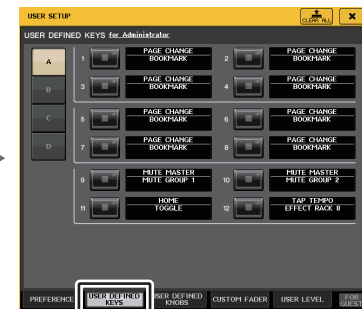 USER SETUP
CLEAR ALL
USER DEFINED KEYS for Administrator
A
B
C
D
1 PAGE CHANGE
BOOKMARK
2 PAGE CHANGE
BOOKMARK
3 PAGE CHANGE
BOOKMARK
4 PAGE CHANGE
BOOKMARK
5 PAGE CHANGE
BOOKMARK
6 PAGE CHANGE
BOOKMARK
7 PAGE CHANGE
BOOKMARK
8 PAGE CHANGE
BOOKMARK
9 MUTE MASTER
MUTE GROUP 1
10 MUTE MASTER
MUTE GROUP 2
11 HOME
TOGGLE
12 TAP TEMPO
EFFECT RACK 8
PREFERENCE
USER DEFINED
KEYS
USER DEFINED
KNOBS
CUSTOM FADER
USER LEVEL
FOR
GUEST